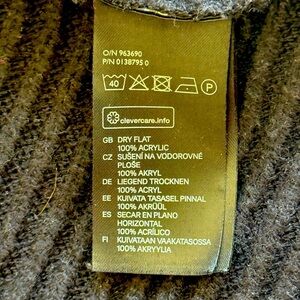 O/N 963690
P/N 0138795 0
40 P
clevercare.info
GB DRY FLAT
100% ACRYLIC
CZ SUŠENÍ NA VODOROVNÉ
PLOŠE
100% AKRYL
DE LIEGEND TROCKNEN
100% ACRYL
EE KUIVATA TASASEL PINNAL
100% AKRÜÜL
ES SECAR EN PLANO
HORIZONTAL
100% ACRÍLICO
FI KUIVATAAN VAAKATASOSSA
100% AKRYYLIA